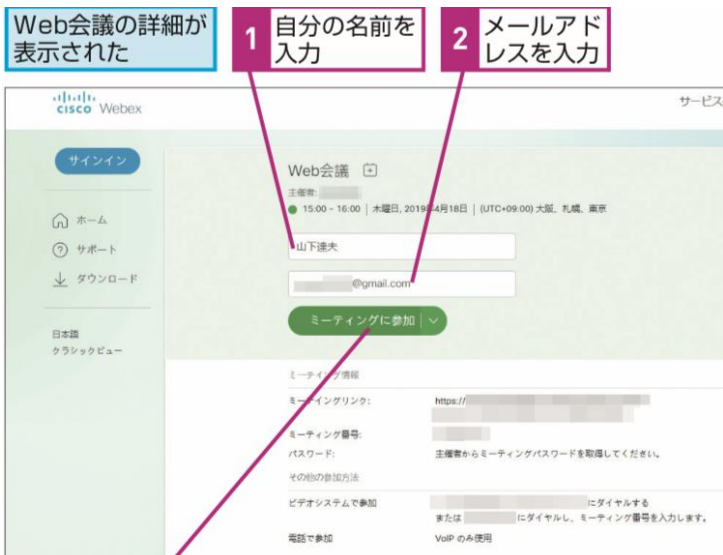 Web会議の詳細が
表示された
1 自分の名前を
入力
2 メールアド
レスを入力
cisco Webex
サービス
サインイン
ホーム
サポート
ダウンロード
日本語
クラシックビュー
Web会議
主催者:
15:00 - 16:00 | 木曜日, 2019年4月18日 | (UTC+09:00) 大阪、札幌、東京
山下達夫
@gmail.com
ミーティングに参加
ミーティング情報
ミーティングリンク: https://
ミーティング番号:
パスワード: 主催者からミーティングパスワードを取得してください。
その他の参加方法
ビデオシステムで参加 にダイヤルする
または にダイヤルし、ミーティング番号を入力します。
電話で参加 VoIP のみ使用